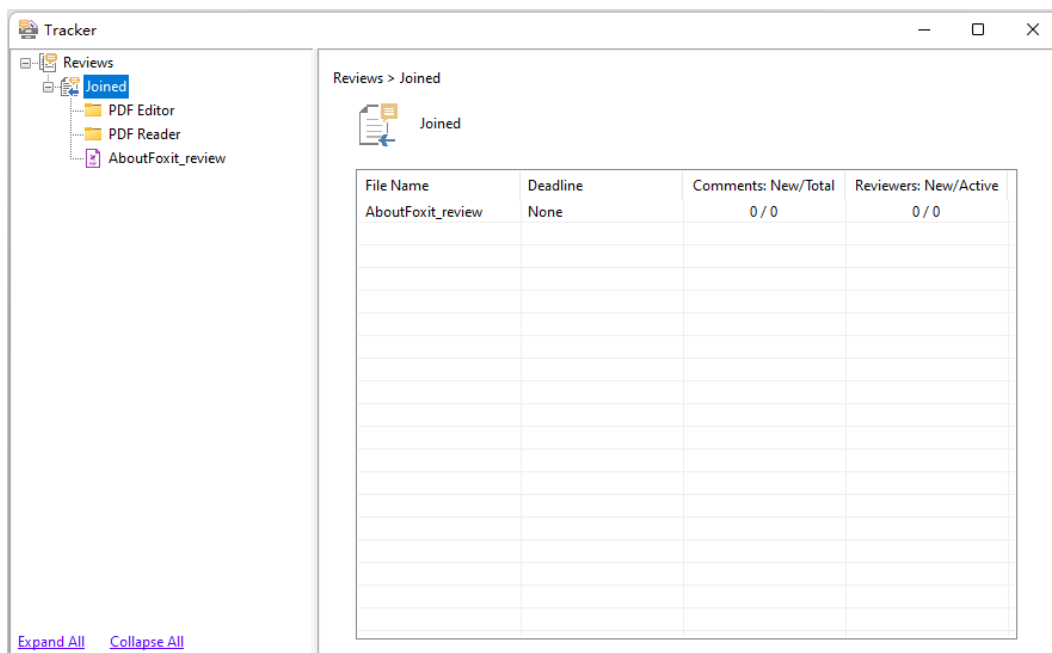 Tracker
Reviews
Joined
PDF Editor
PDF Reader
AboutFoxit_review
Expand All Collapse All
Reviews > Joined
Joined
File Name Deadline Comments: New/Total Reviewers: New/Active
AboutFoxit_review None 0 / 0 0 / 0